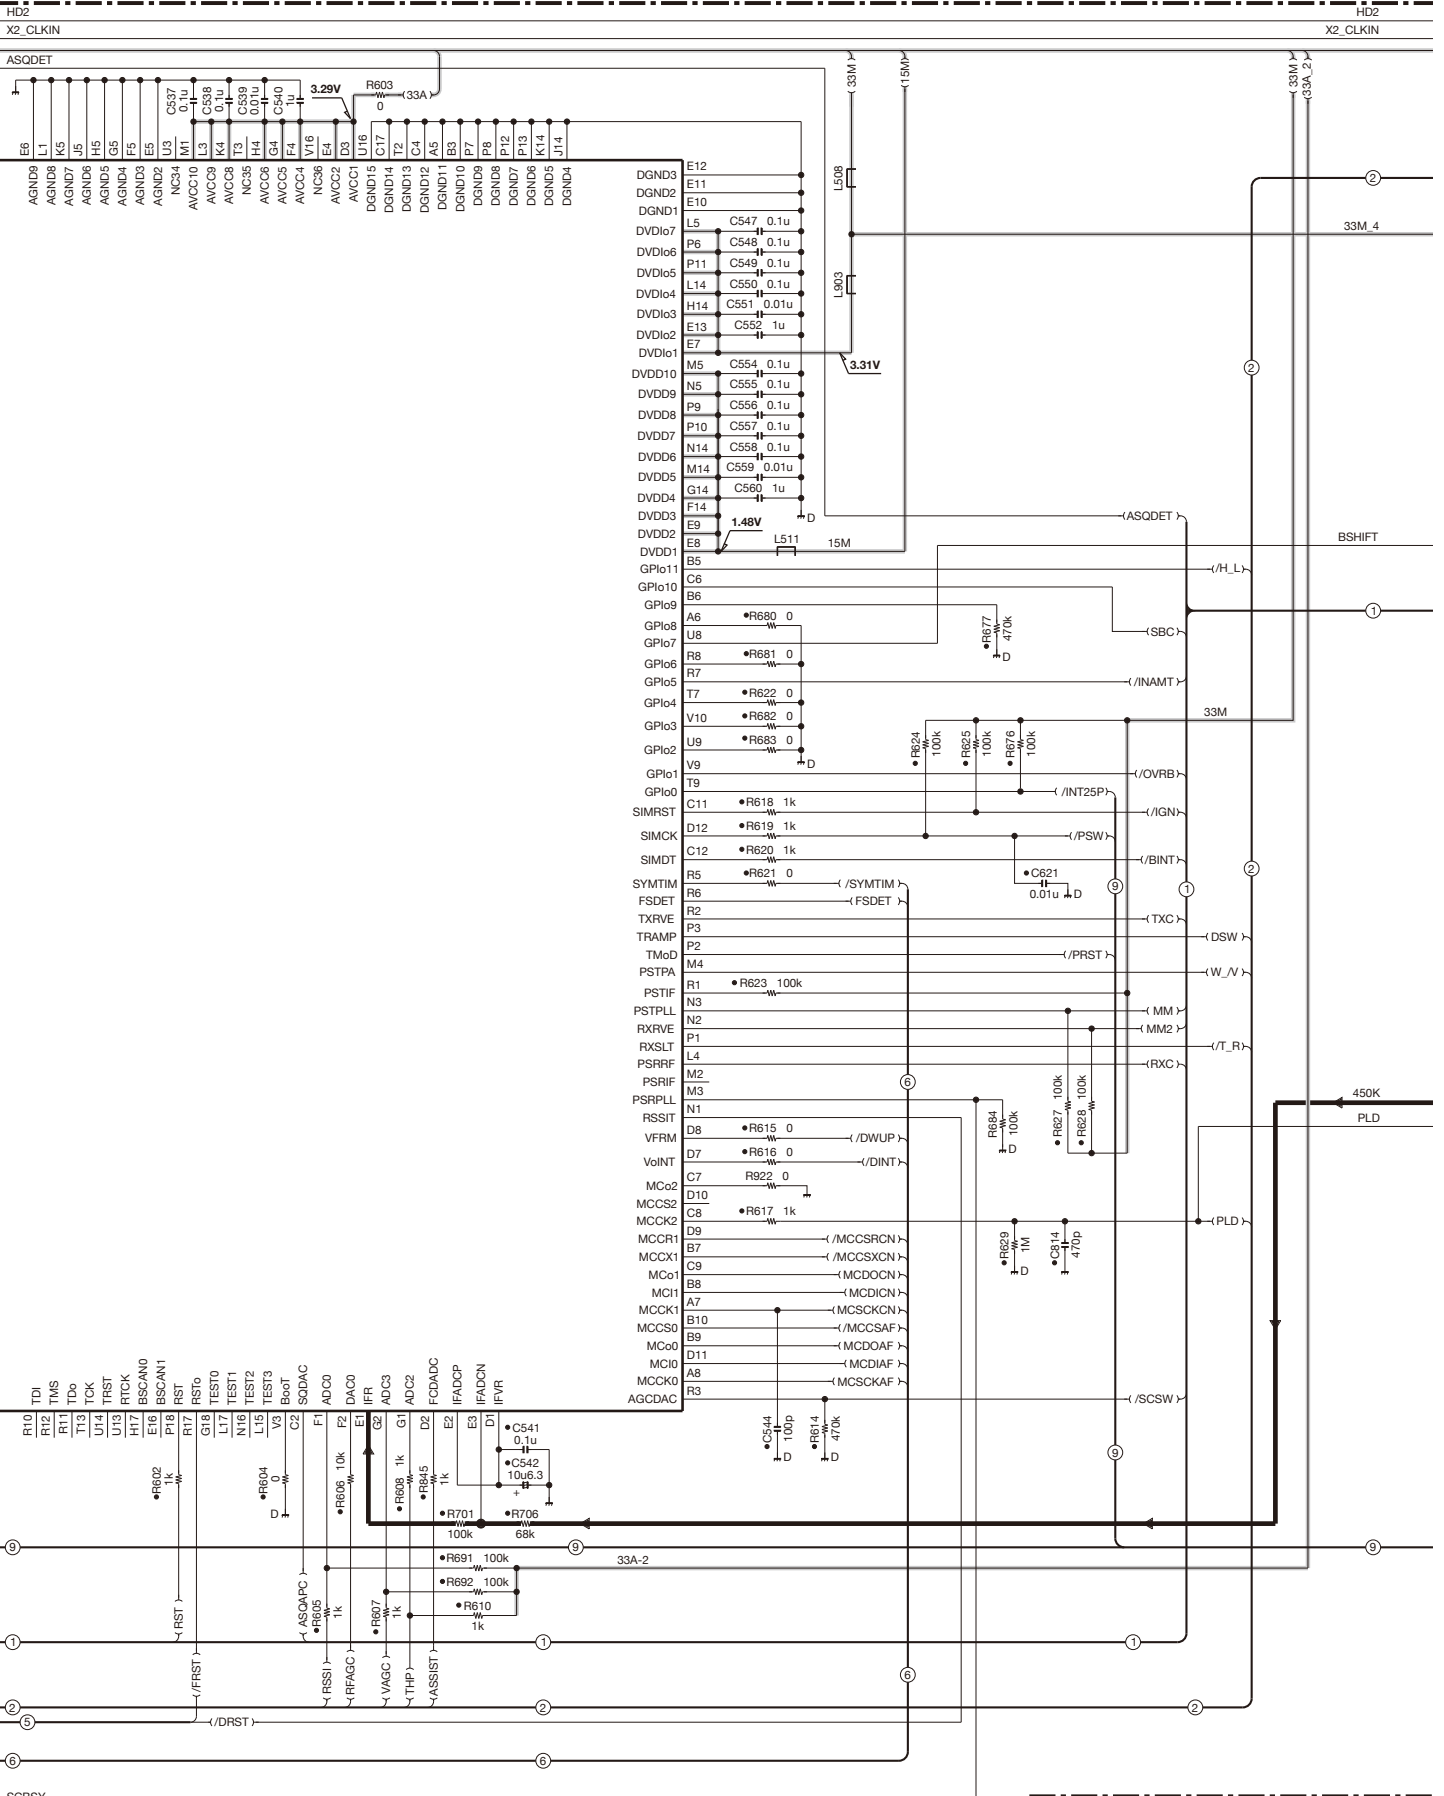 HD2 HD2
X2_CLKIN X2_CLKIN
ASQDET
C537 0.1u
C538 0.1u
C539 0.01u
C540 1u
3.29V
R603
0
(33A)
(33M)
(15M)
(33M)
(33A_2)
E6 L1 K5 J5 H5 G5 F5 E5 U3 M1 L3 K4 T3 H4 G4 F4 V16 E4 D3 U16 C17 T2 C4 A5 B3 P7 P8 P12 P13 K14 J14
AGND9 AGND8 AGND7 AGND6 AGND5 AGND4 AGND3 AGND2 NC34 AVCC10 AVCC9 AVCC8 NC35 AVCC6 AVCC5 AVCC4 NC36 AVCC2 AVCC1 DGND15 DGND14 DGND13 DGND12 DGND11 DGND10 DGND9 DGND8 DGND7 DGND6 DGND5 DGND4
DGND3 E12
DGND2 E11
DGND1 E10
L508
2
DVDIo7 L5 C547 0.1u
33M_4
DVDIo6 P6 C548 0.1u
DVDIo5 P11 C549 0.1u
DVDIo4 L14 C550 0.1u
L903
DVDIo3 H14 C551 0.01u
DVDIo2 E13 C552 1u
DVDIo1 E7
3.31V
2
DVDD10 M5 C554 0.1u
DVDD9 N5 C555 0.1u
DVDD8 P9 C556 0.1u
DVDD7 P10 C557 0.1u
DVDD6 N14 C558 0.1u
DVDD5 M14 C559 0.01u
DVDD4 G14 C560 1u
DVDD3 F14
D
(ASQDET)
DVDD2 E9
1.48V
DVDD1 E8 L511 15M
BSHIFT
GPIo11 B5 (/H_L)
GPIo10 C6
GPIo9 B6
1
GPIo8 A6 R680 0
R677 470k
D
(SBC)
GPIo7 U8
GPIo6 R8 R681 0
GPIo5 R7 (/INAMT)
GPIo4 T7 R622 0
GPIo3 V10 R682 0
33M
GPIo2 U9 R683 0
D
R624 100k
R625 100k
R676 100k
GPIo1 V9 (/OVRB)
GPIo0 T9 (/INT25P)
SIMRST C11 R618 1k (/IGN)
SIMCK D12 R619 1k (/PSW)
SIMDT C12 R620 1k (/BINT)
2
SYMTIM R5 R621 0 (/SYMTIM)
C621
0.01u D
9
1
FSDET R6 (FSDET)
TXRVE R2 (TXC)
TRAMP P3 (DSW)
TMoD P2 (/PRST)
PSTPA M4 (W_/V)
PSTIF R1 R623 100k
PSTPLL N3 (MM)
RXRVE N2 (MM2)
RXSLT P1 (/T_R)
PSRRF L4 (RXC)
PSRIF M2
6
PSRPLL M3
450K
R684 100k
D
R627 100k
R628 100k
RSSIT N1
PLD
VFRM D8 R615 0 (/DWUP)
VoINT D7 R616 0 (/DINT)
MCo2 C7 R922 0
MCCS2 D10
MCCK2 C8 R617 1k (PLD)
MCCR1 D9 (/MCCSRCN)
R629 1M
D
C814 470p
MCCX1 B7 (/MCCSXCN)
MCo1 C9 (MCDOCN)
MCI1 B8 (MCDICN)
MCCK1 A7 (MCSCKCN)
MCCS0 B10 (/MCCSAF)
MCo0 B9 (MCDOAF)
MCI0 D11 (MCDIAF)
MCCK0 A8 (MCSCKAF)
AGCDAC R3 (/SCSW)
C544 100p
D
R614 470k
D
TDI TMS TDo TCK TRST RTCK BSCAN0 BSCAN1 RST RSTo TEST0 TEST1 TEST2 TEST3 BooT SQDAC ADC0 DAC0 IFR ADC3 ADC2 FCDADC IFADCP IFADCN IFVR
R10 R12 R11 T13 U14 U13 H17 E16 P18 R17 G18 L17 N16 L15 V3 C2 F1 F2 E1 G2 G1 D2 E2 E3 D1
C541
0.1u
C542
10u6.3
+
R602 1k
R604 0
D
R606 10k
R608 1k
R845 1k
R701
100k
R706
68k
9
9 9 9
R691 100k
33A-2
R692 100k
R610
1k
R605 1k
R607 1k
(RST)
(ASQAPC)
1 1 1
(/FRST)
(RSSI)
(RFAGC)
(VAGC)
(THP)
(ASSIST)
6
2 2 2
5 (/DRST)
6 6